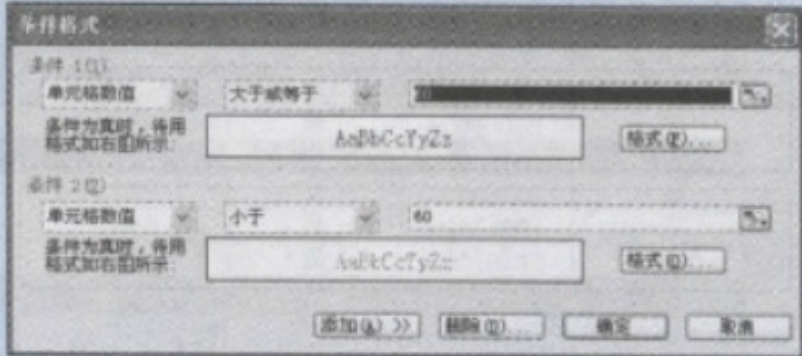 条件格式
条件 1(1)
单元格数值 大于或等于
条件为真时，待用
格式如右图所示: AaBbCcYyZz 格式(F)...
条件 2(2)
单元格数值 小于 60
条件为真时，待用
格式如右图所示: AaBbCcYyZz 格式(O)...
添加(A) >> 删除(D)... 确定 取消